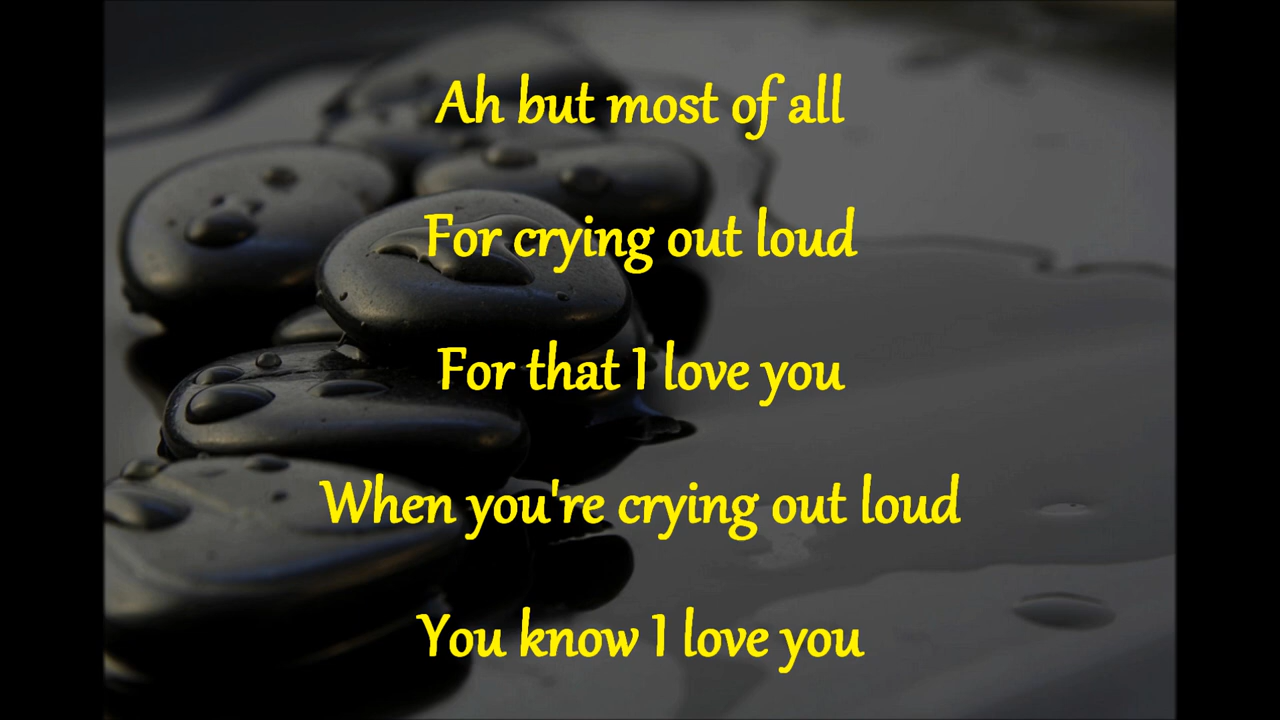 Ah but most of all
For crying out loud
For that I love you
When you're crying out loud
You know I love you